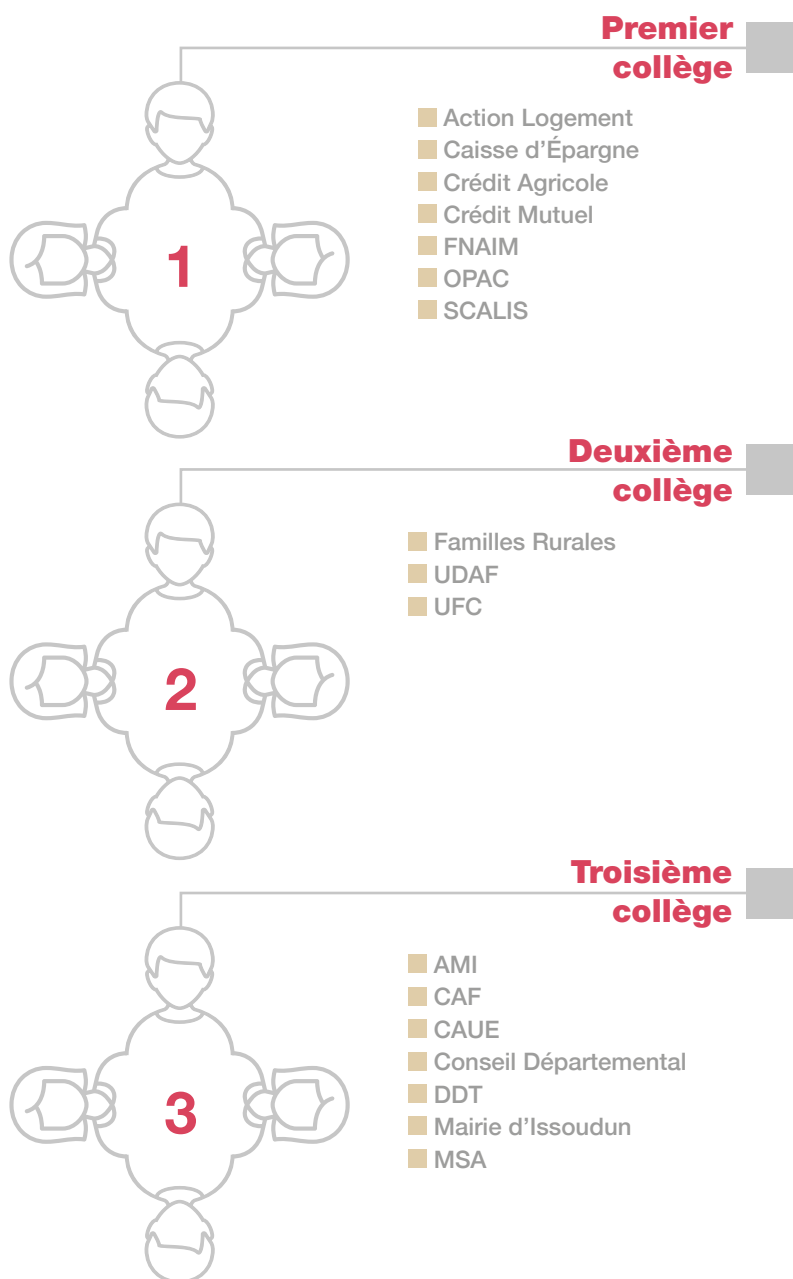 Premier
collège
Action Logement
Caisse d’Épargne
Crédit Agricole
Crédit Mutuel
FNAIM
OPAC
SCALIS
1
Deuxième
collège
Familles Rurales
UDAF
UFC
2
Troisième
collège
AMI
CAF
CAUE
Conseil Départemental
DDT
Mairie d’Issoudun
MSA
3